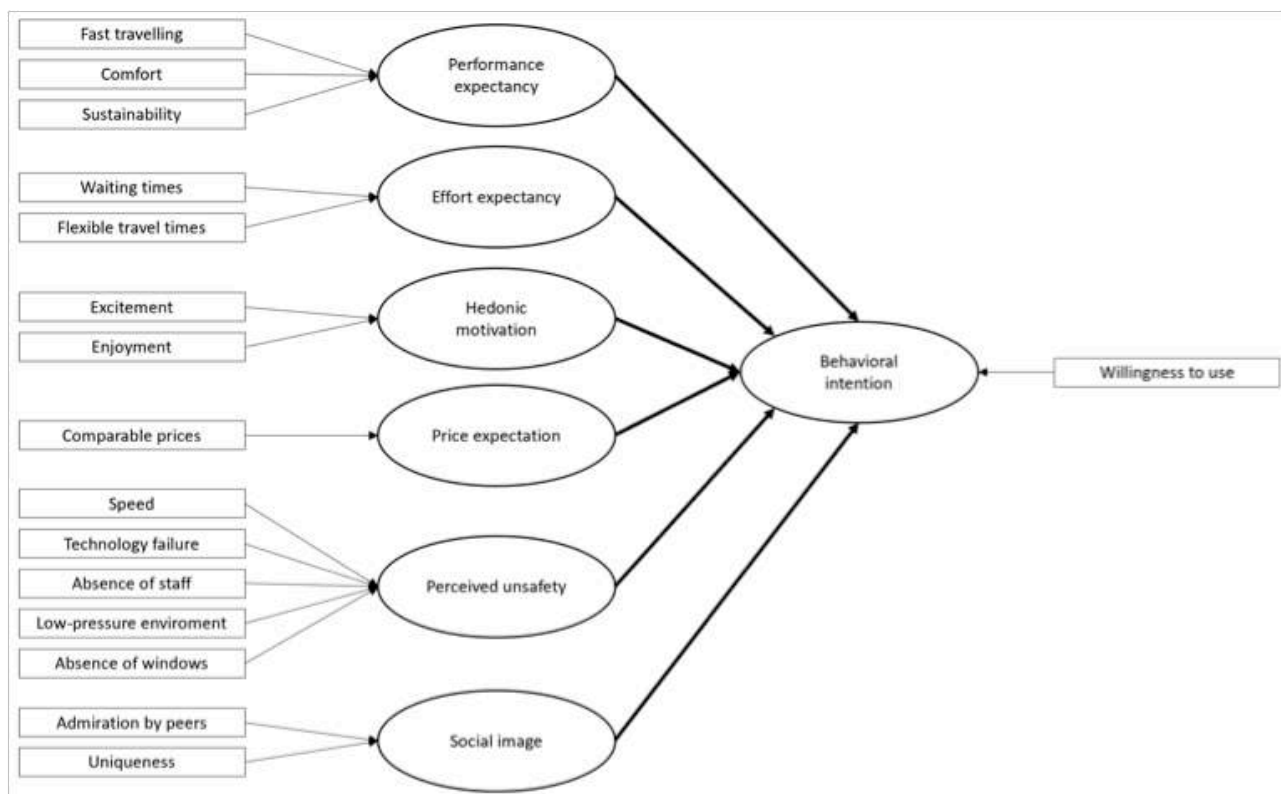 Fast travelling
Comfort
Sustainability
Performance
expectancy
Waiting times
Flexible travel times
Effort expectancy
Excitement
Enjoyment
Hedonic
motivation
Comparable prices
Price expectation
Speed
Technology failure
Absence of staff
Low-pressure enviroment
Absence of windows
Perceived unsafety
Admiration by peers
Uniqueness
Social image
Behavioral
intention
Willingness to use